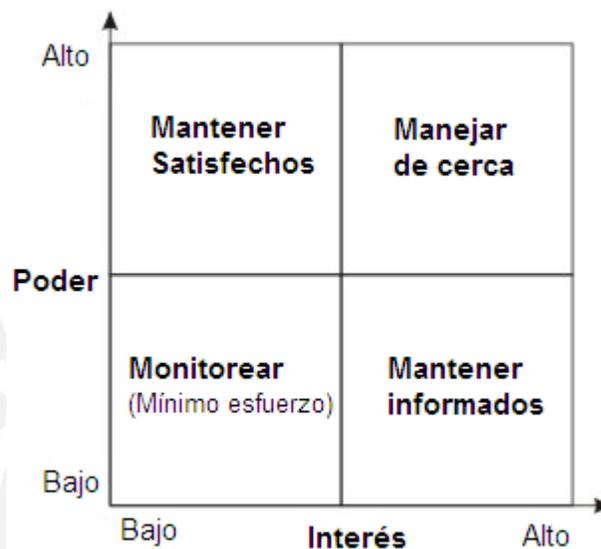 Alto
Mantener
Satisfechos
Manejar
de cerca
Poder
Monitorear
(Mínimo esfuerzo)
Mantener
informados
Bajo
Bajo
Interés
Alto